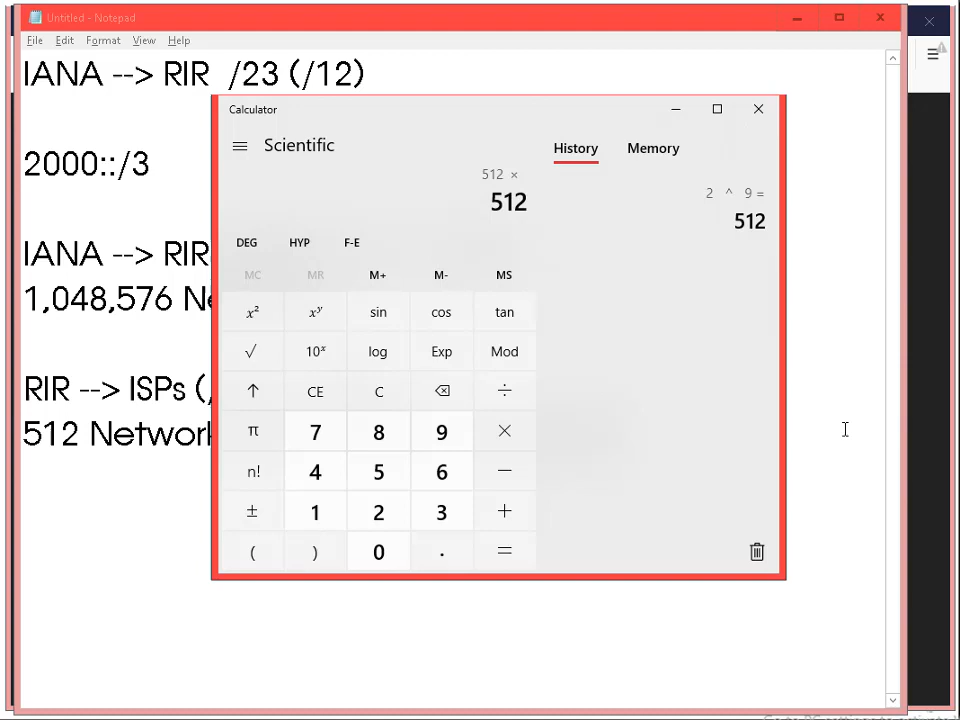 Untitled - Notepad
File Edit Format View Help
IANA --> RIR /23 (/12)
2000::/3
IANA --> RIR
1,048,576
RIR --> ISPs (
512
Calculator
Scientific
History Memory
512 ×
512
2 ^ 9 =
512
DEG HYP F-E
MC MR M+ M- MS
x² xʸ sin cos tan
√ 10ˣ log Exp Mod
↑ CE C ⌫ ÷
π 7 8 9 ×
n! 4 5 6 −
± 1 2 3 +
( ) 0 . =